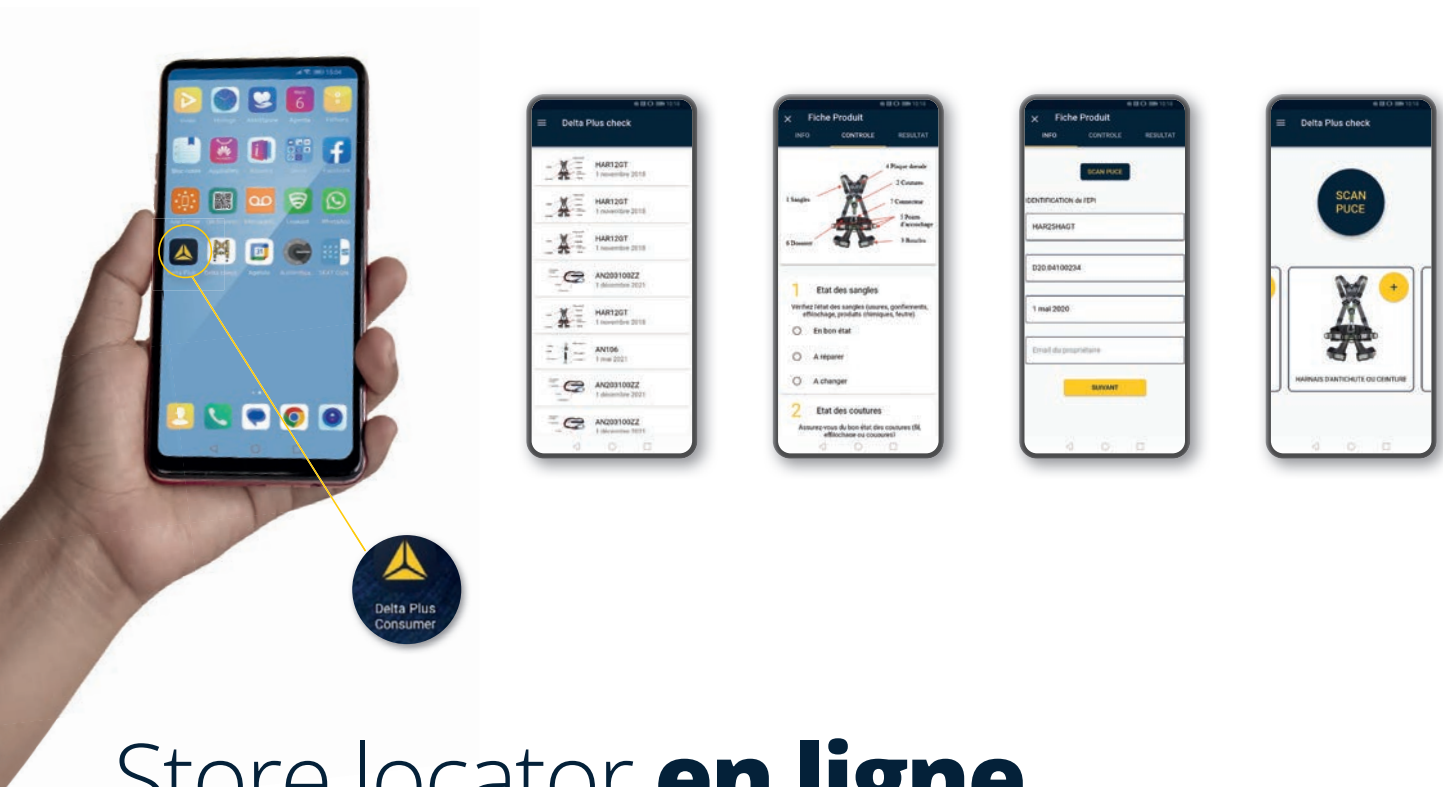 6
Delta Plus
Consumer
Delta Plus check
HAR12GT
1 novembre 2018
HAR12GT
1 novembre 2018
HAR12GT
1 novembre 2018
AN203100ZZ
1 décembre 2021
HAR12GT
1 novembre 2018
AN106
1 mai 2021
AN203100ZZ
1 décembre 2021
AN203100ZZ
1 décembre 2021
Fiche Produit
INFO CONTROLE RESULTAT
4 Plaque dorsale
2 Coutures
1 Sangles
7 Connecteur
5 Points
d'accrochage
6 Dossier
3 Boucles
1 Etat des sangles
Vérifiez l'état des sangles (usures, gonflements,
effilochage, produits chimiques, feutre)
En bon état
A réparer
A changer
2 Etat des coutures
Assurez-vous du bon état des coutures (fil,
effilochage ou coupures)
Fiche Produit
INFO CONTROLE RESULTAT
SCAN PUCE
IDENTIFICATION de l'EPI
HAR25HAGT
D20.04100234
1 mai 2020
Email du propriétaire
SUIVANT
Delta Plus check
SCAN
PUCE
+
HARNAIS D'ANTICHUTE OU CEINTURE
Store locator en ligne